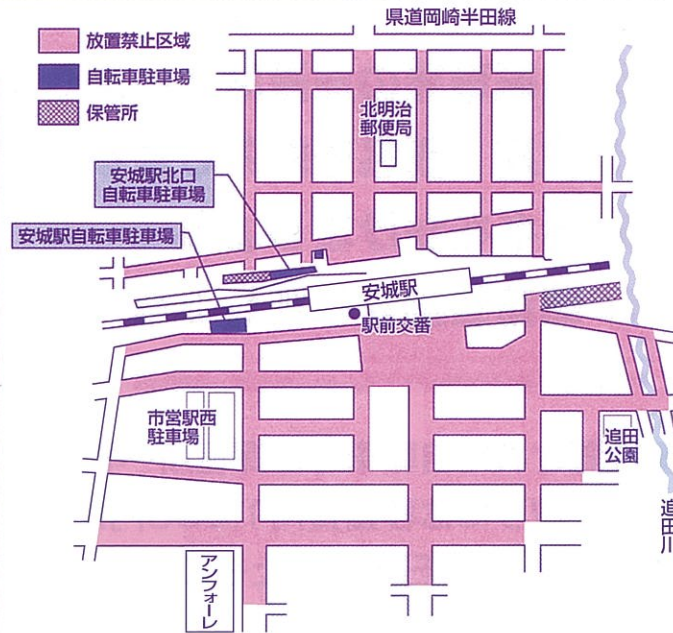 県道岡崎半田線
放置禁止区域
自転車駐車場
保管所
北明治
郵便局
安城駅北口
自転車駐車場
安城駅自転車駐車場
安城駅
駅前交番
市営駅西
駐車場
追田
公園
追田川
アンフォーレ